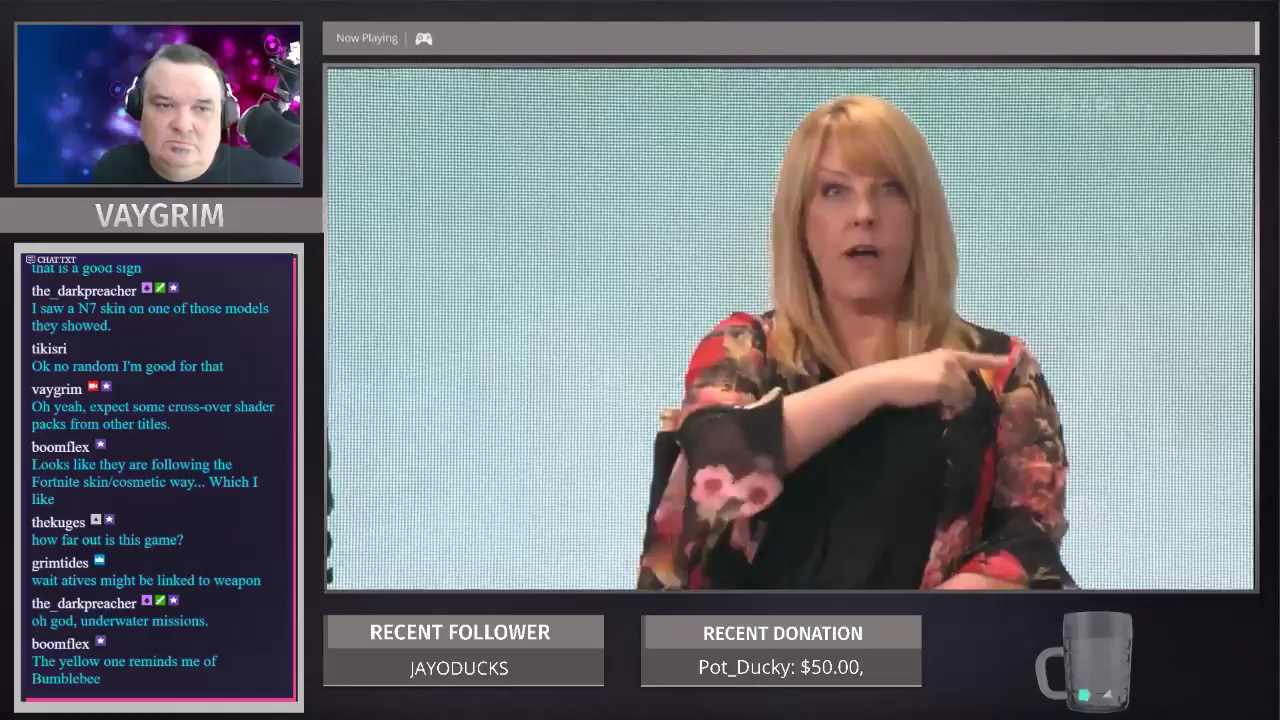 Now Playing
VAYGRIM
CHAT.TXT
that is a good sign
the_darkpreacher
I saw a N7 skin on one of those models
they showed.
tikisri
Ok no random I'm good for that
vaygrim
Oh yeah, expect some cross-over shader
packs from other titles.
boomflex
Looks like they are following the
Fortnite skin/cosmetic way... Which I
like
thekuges
how far out is this game?
grimtides
wait atives might be linked to weapon
the_darkpreacher
oh god, underwater missions.
boomflex
The yellow one reminds me of
Bumblebee
RECENT FOLLOWER
JAYODUCKS
RECENT DONATION
Pot_Ducky: $50.00,